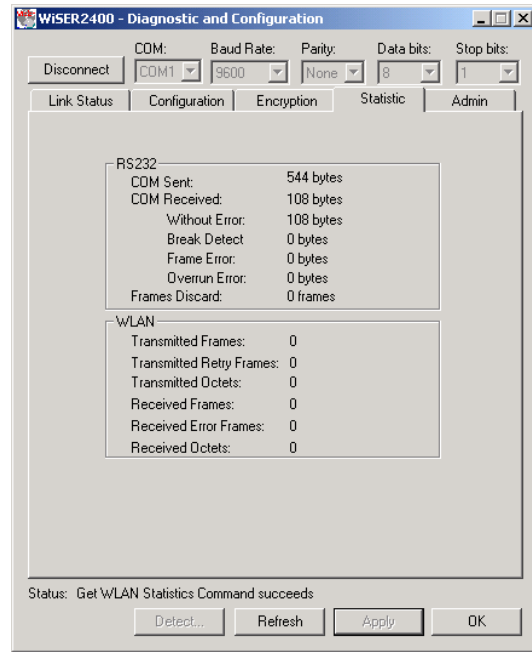 WiSER2400 - Diagnostic and Configuration
COM: Baud Rate: Parity: Data bits: Stop bits:
Disconnect COM1 9600 None 8 1
Link Status Configuration Encryption Statistic Admin
RS232
COM Sent: 544 bytes
COM Received: 108 bytes
Without Error: 108 bytes
Break Detect 0 bytes
Frame Error: 0 bytes
Overrun Error: 0 bytes
Frames Discard: 0 frames
WLAN
Transmitted Frames: 0
Transmitted Retry Frames: 0
Transmitted Octets: 0
Received Frames: 0
Received Error Frames: 0
Received Octets: 0
Status: Get WLAN Statistics Command succeeds
Detect... Refresh Apply OK